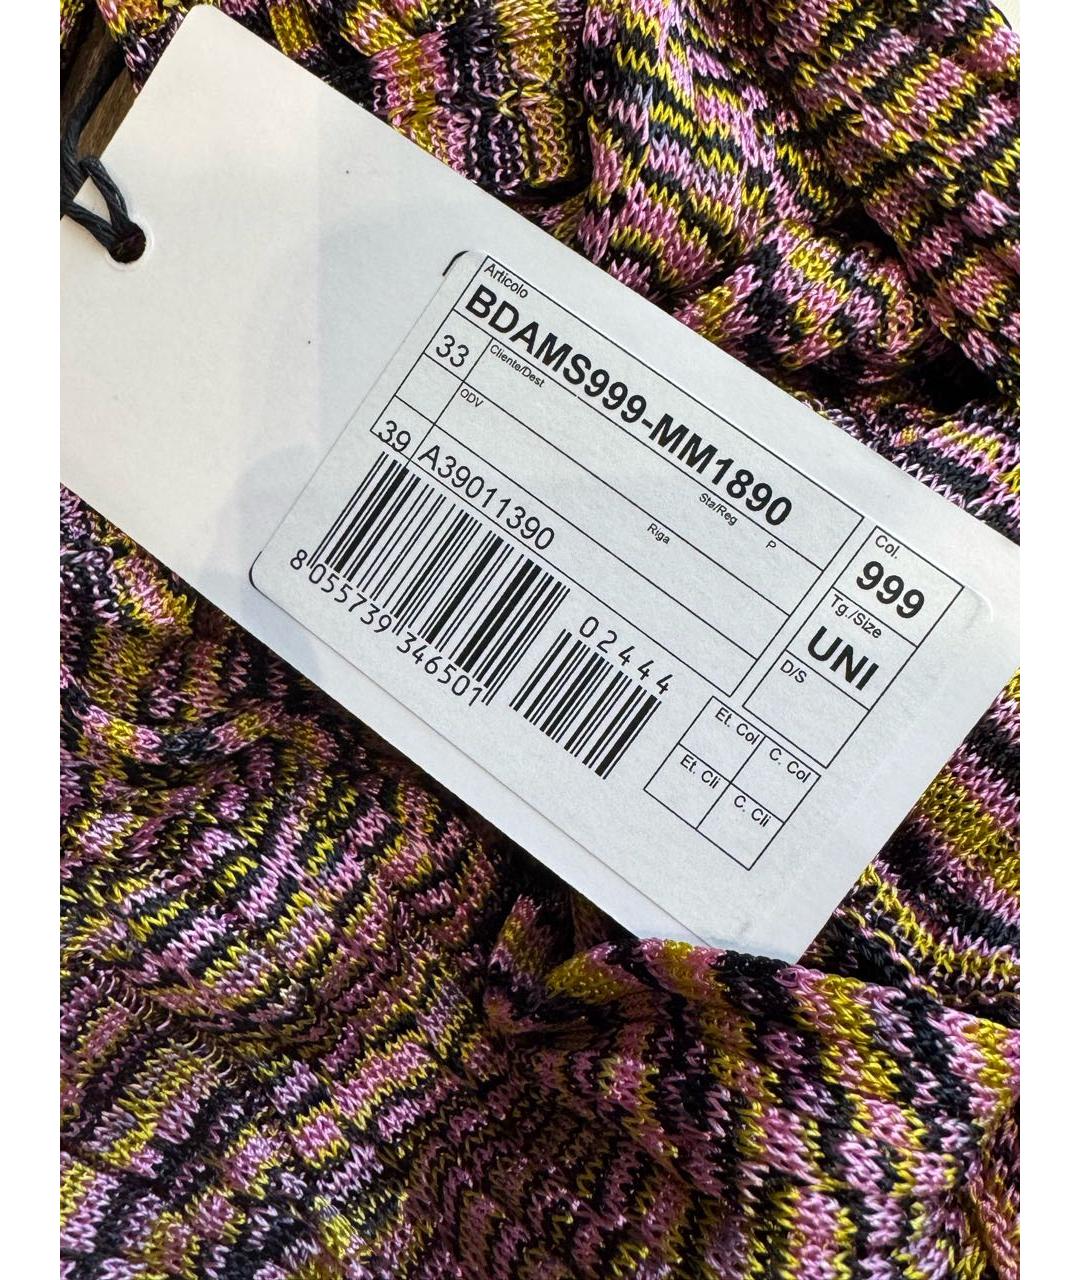 Articolo
BDAMS999-MM1890
33
Cliente/Dest
Sta/Reg
P
ODV
Riga
39
A39011390
8 055739 346501
02444
Col.
999
Tg./Size
UNI
D/S
Et. Col
C. Col
Et. Cli
C. Cli